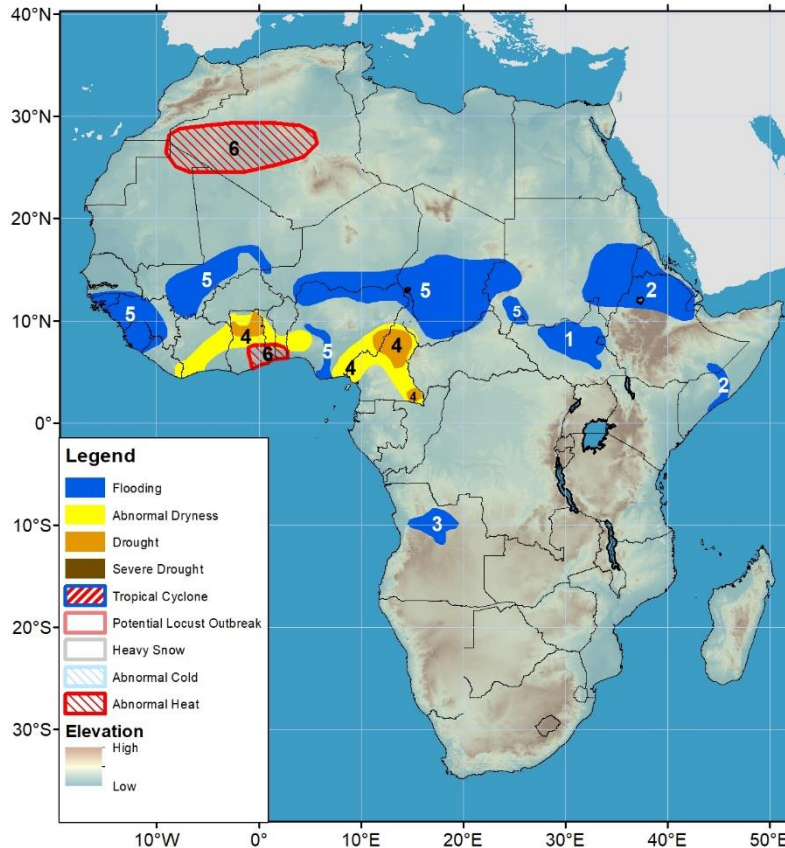 40°N
30°N
20°N
10°N
0°
10°S
20°S
30°S
6
5
5
5
5
5
2
1
4
6
4
4
4
2
3
Legend
Flooding
Abnormal Dryness
Drought
Severe Drought
Tropical Cyclone
Potential Locust Outbreak
Heavy Snow
Abnormal Cold
Abnormal Heat
Elevation
High
Low
10°W 0° 10°E 20°E 30°E 40°E 50°E